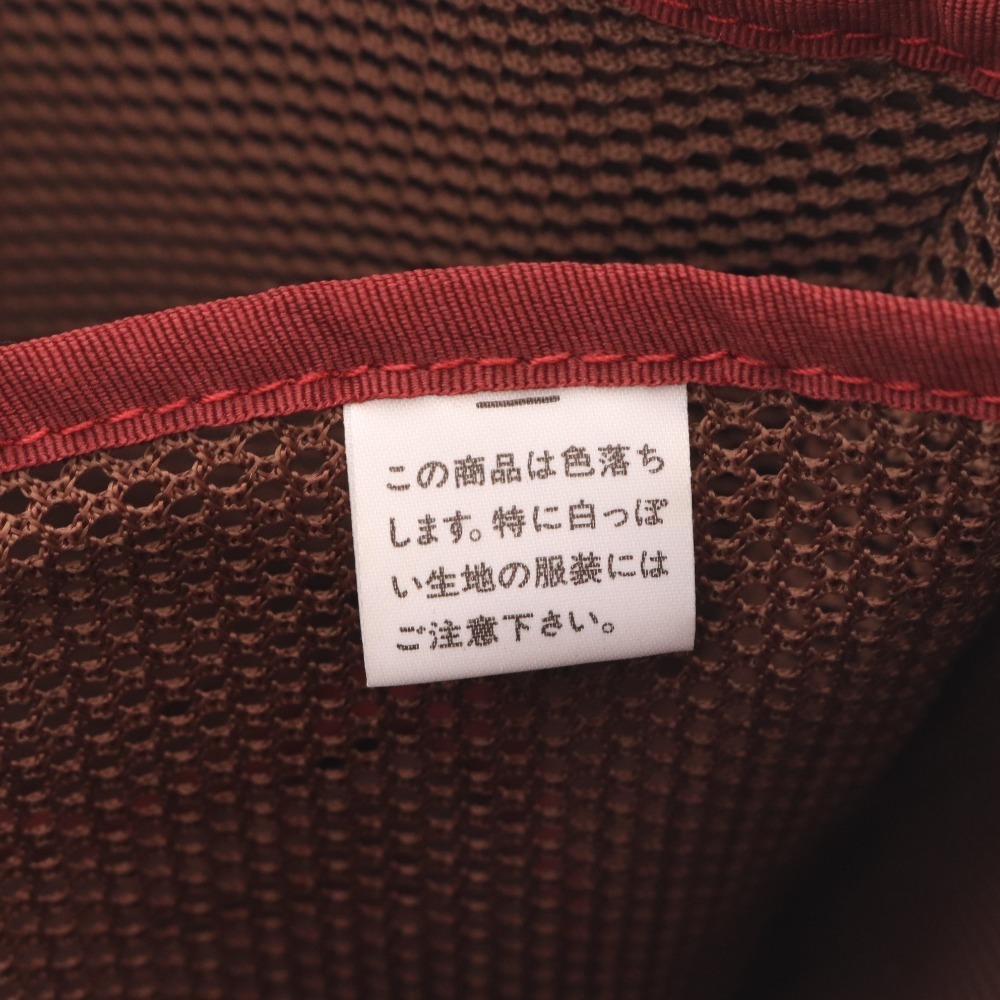 この商品は色落ち
します。特に白っぽ
い生地の服装には
ご注意下さい。